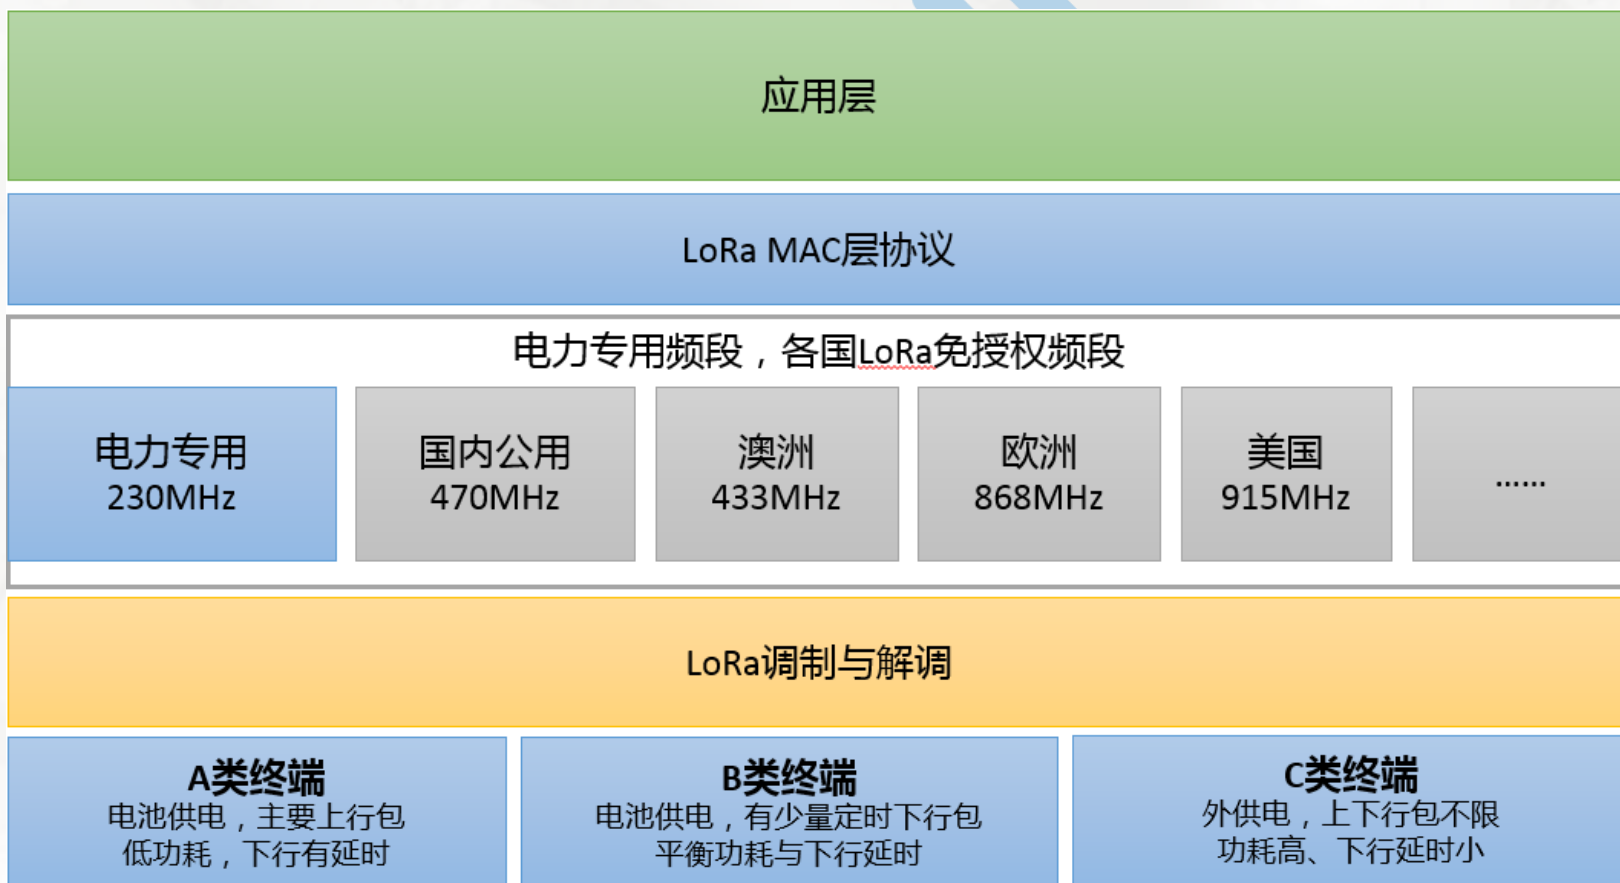 应用层
LoRa MAC层协议
电力专用频段，各国LoRa免授权频段
电力专用
230MHz
国内公用
470MHz
澳洲
433MHz
欧洲
868MHz
美国
915MHz
......
LoRa调制与解调
A类终端
电池供电，主要上行包
低功耗，下行有延时
B类终端
电池供电，有少量定时下行包
平衡功耗与下行延时
C类终端
外供电，上下行包不限
功耗高、下行延时小